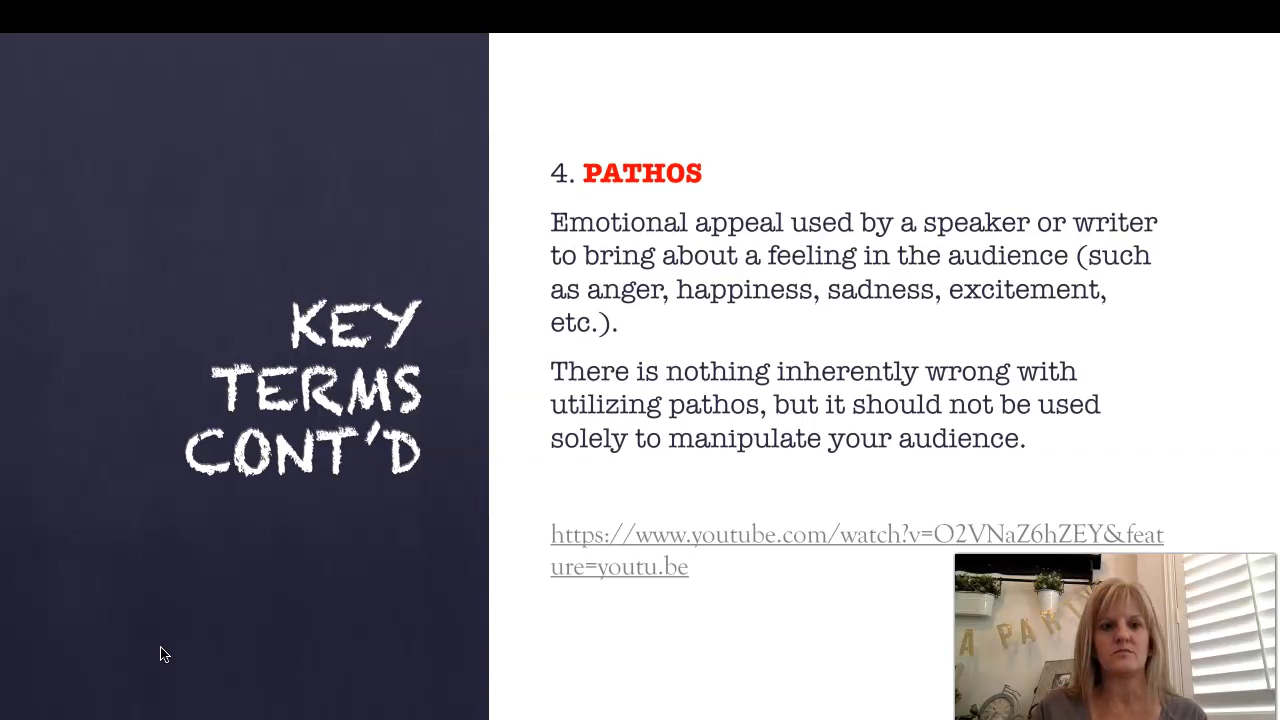 KEY
TERMS
CONT'D
4. PATHOS
Emotional appeal used by a speaker or writer
to bring about a feeling in the audience (such
as anger, happiness, sadness, excitement,
etc.).
There is nothing inherently wrong with
utilizing pathos, but it should not be used
solely to manipulate your audience.
https://www.youtube.com/watch?v=O2VNaZ6hZEY&feat
ure=youtu.be
A PART